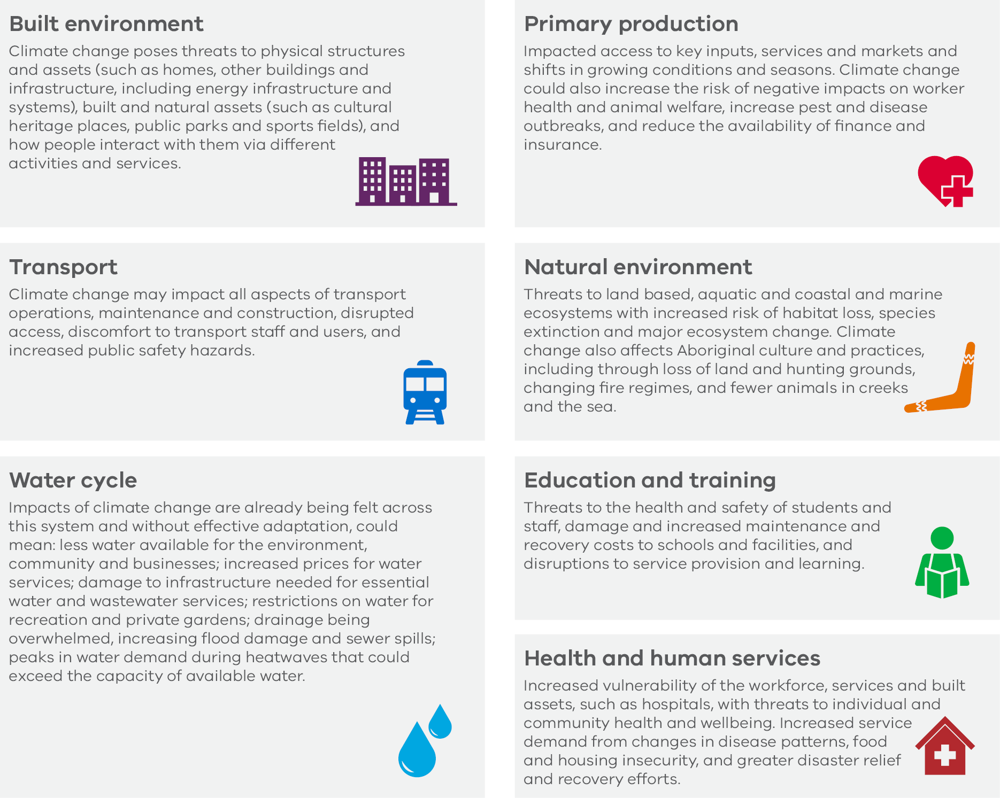 Built environment
Climate change poses threats to physical structures
and assets (such as homes, other buildings and
infrastructure, including energy infrastructure and
systems), built and natural assets (such as cultural
heritage places, public parks and sports fields), and
how people interact with them via different
activities and services.
Primary production
Impacted access to key inputs, services and markets and
shifts in growing conditions and seasons. Climate change
could also increase the risk of negative impacts on worker
health and animal welfare, increase pest and disease
outbreaks, and reduce the availability of finance and
insurance.
Transport
Climate change may impact all aspects of transport
operations, maintenance and construction, disrupted
access, discomfort to transport staff and users, and
increased public safety hazards.
Natural environment
Threats to land based, aquatic and coastal and marine
ecosystems with increased risk of habitat loss, species
extinction and major ecosystem change. Climate
change also affects Aboriginal culture and practices,
including through loss of land and hunting grounds,
changing fire regimes, and fewer animals in creeks
and the sea.
Water cycle
Impacts of climate change are already being felt across
this system and without effective adaptation, could
mean: less water available for the environment,
community and businesses; increased prices for water
services; damage to infrastructure needed for essential
water and wastewater services; restrictions on water for
recreation and private gardens; drainage being
overwhelmed, increasing flood damage and sewer spills;
peaks in water demand during heatwaves that could
exceed the capacity of available water.
Education and training
Threats to the health and safety of students and
staff, damage and increased maintenance and
recovery costs to schools and facilities, and
disruptions to service provision and learning.
Health and human services
Increased vulnerability of the workforce, services and built
assets, such as hospitals, with threats to individual and
community health and wellbeing. Increased service
demand from changes in disease patterns, food
and housing insecurity, and greater disaster relief
and recovery efforts.